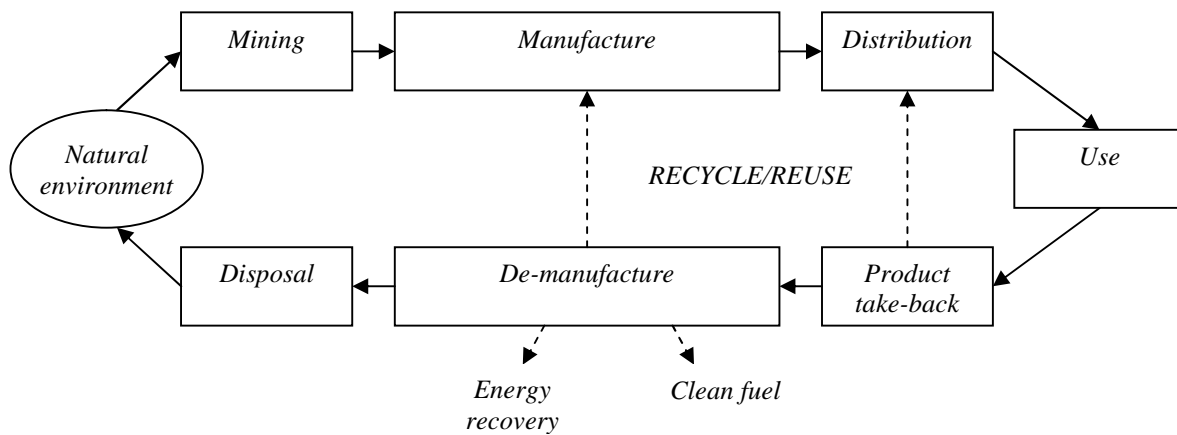 Mining
Manufacture
Distribution
Natural
environment
RECYCLE/REUSE
Use
Disposal
De-manufacture
Product
take-back
Energy
recovery
Clean fuel